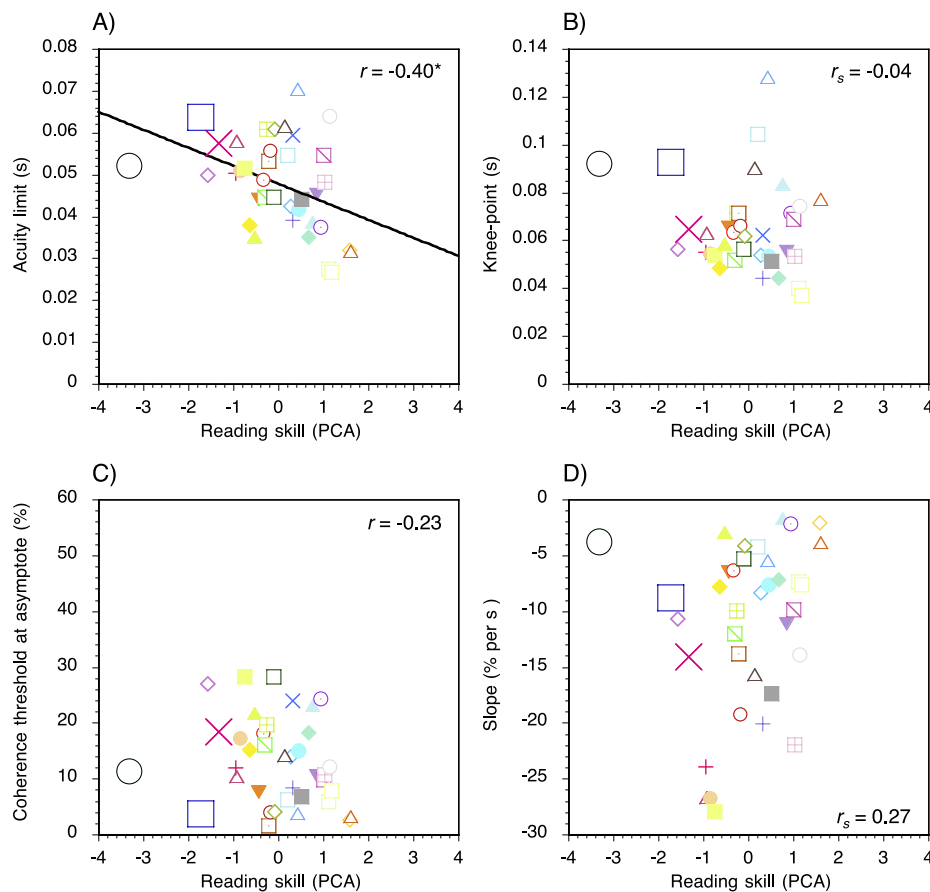 A)
r = -0.40*
0.08
0.07
0.06
0.05
0.04
0.03
0.02
0.01
0
Acuity limit (s)
-4 -3 -2 -1 0 1 2 3 4
Reading skill (PCA)
B)
r_s = -0.04
0.14
0.12
0.1
0.08
0.06
0.04
0.02
0
Knee-point (s)
-4 -3 -2 -1 0 1 2 3 4
Reading skill (PCA)
C)
r = -0.23
60
50
40
30
20
10
0
Coherence threshold at asymptote (%)
-4 -3 -2 -1 0 1 2 3 4
Reading skill (PCA)
D)
0
-5
-10
-15
-20
-25
-30
Slope (% per s )
r_s = 0.27
-4 -3 -2 -1 0 1 2 3 4
Reading skill (PCA)